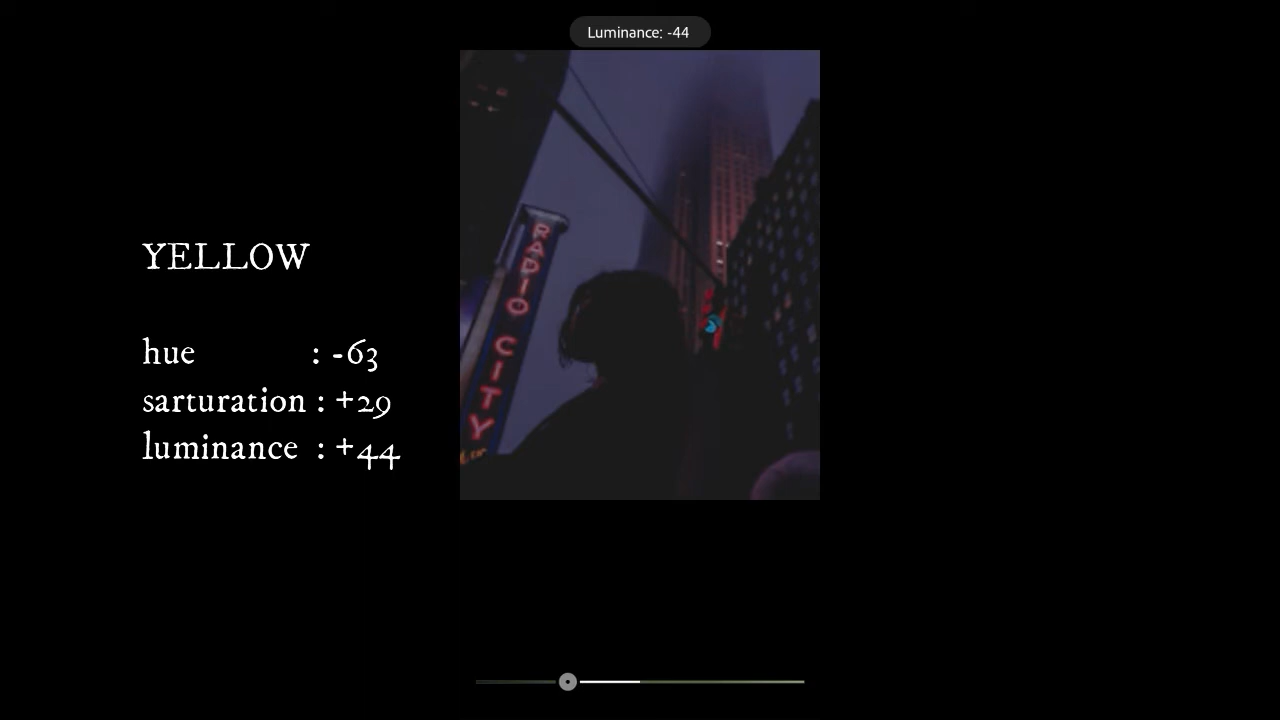 Luminance: -44
YELLOW
hue : -63
sarturation : +29
luminance : +44
RADIO CITY